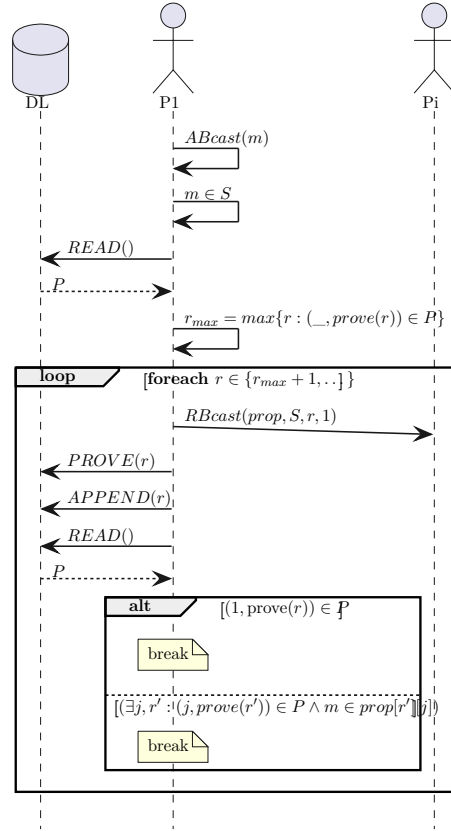 DL P1 Pi
ABcast(m)
m ∈ S
READ()
P
r_max = max{r : (_, prove(r)) ∈ P}
loop [foreach r ∈ {r_max + 1, ..] }
RBcast(prop, S, r, 1)
PROVE(r)
APPEND(r)
READ()
P
alt [(1, prove(r)) ∈ P]
break
[(∃j, r' : (j, prove(r')) ∈ P ∧ m ∈ prop[r'][j])]
break